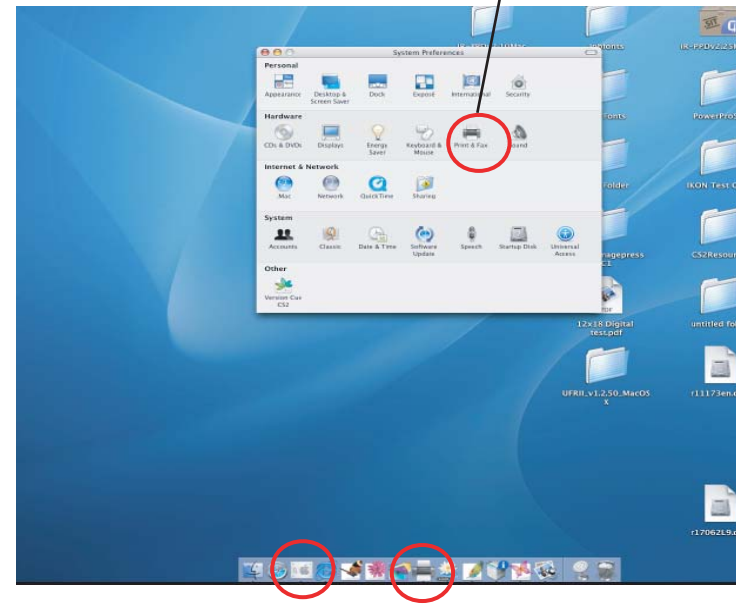 System Preferences
Personal
Appearance
Desktop &
Screen Saver
Dock
Exposé
International
Security
Hardware
CDs & DVDs
Displays
Energy
Saver
Keyboard &
Mouse
Print & Fax
Sound
Internet & Network
.Mac
Network
QuickTime
Sharing
System
Accounts
Classic
Date & Time
Software
Update
Speech
Startup Disk
Universal
Access
Other
Version Cue
CS2
IR-PPDv2.25
PowerPro
IKON Test
CS2Resour
12x18 Digital
test.pdf
untitled fo
UFRII_v1.2.50_MacOS
X
r11173en.
r17062L9.